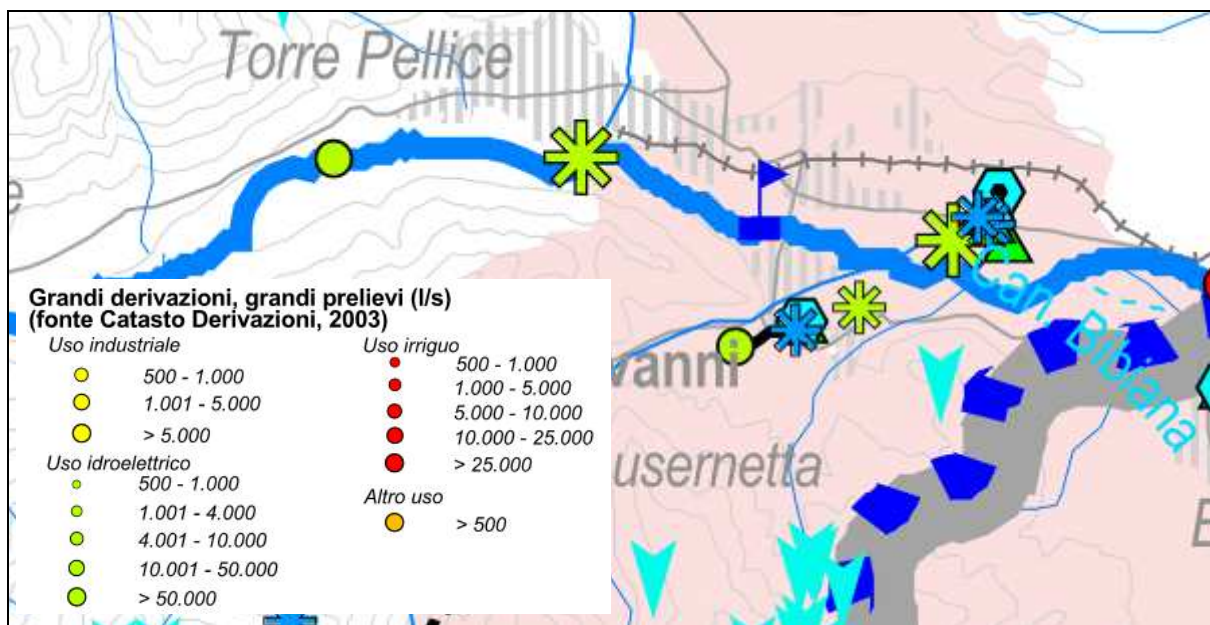 Torre Pellice
Can. Bibiana
vanni
usernetta
Grandi derivazioni, grandi prelievi (l/s)
(fonte Catasto Derivazioni, 2003)
Uso industriale
500 - 1.000
1.001 - 5.000
> 5.000
Uso idroelettrico
500 - 1.000
1.001 - 4.000
4.001 - 10.000
10.001 - 50.000
> 50.000
Uso irriguo
500 - 1.000
1.000 - 5.000
5.000 - 10.000
10.000 - 25.000
> 25.000
Altro uso
> 500